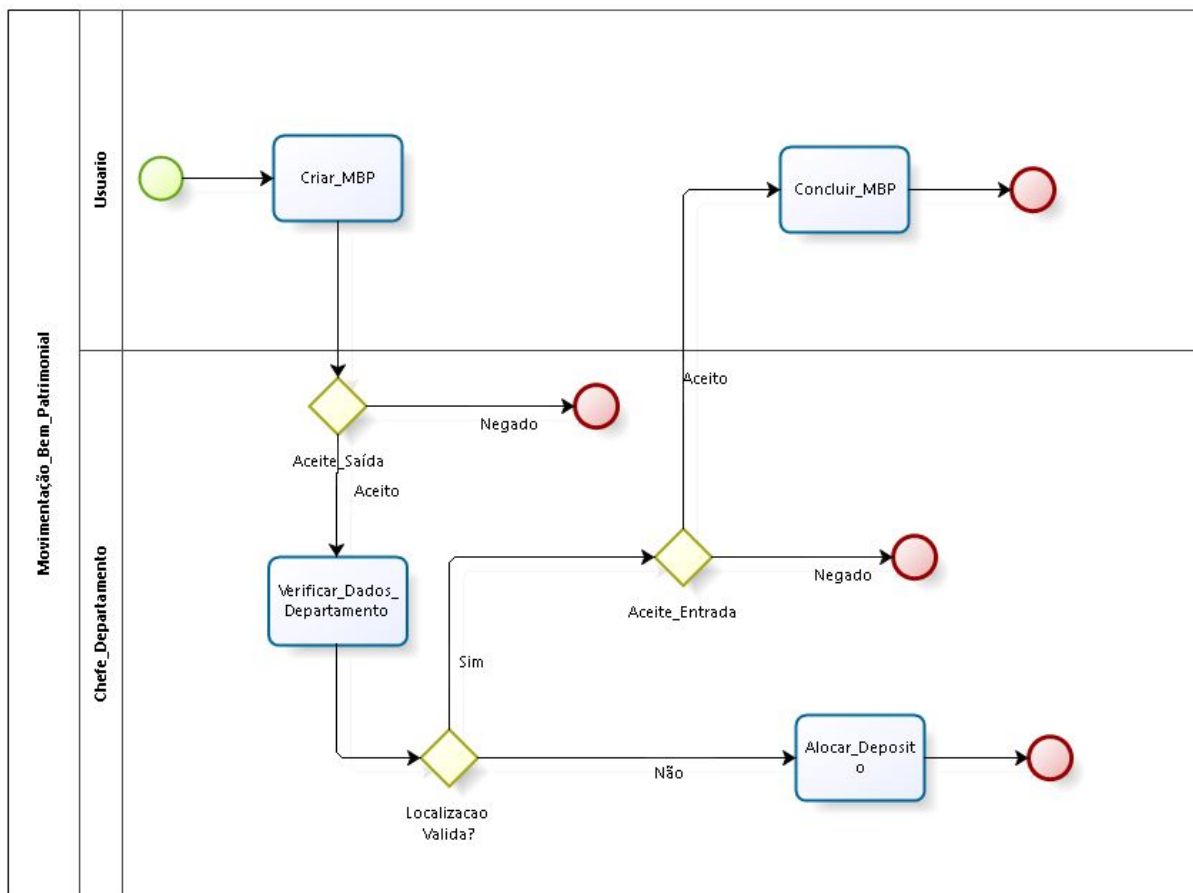 Movimentação_Bem_Patrimonial
Usuario
Criar_MBP
Concluir_MBP
Chefe_Departamento
Aceito
Negado
Aceite_Saída
Aceito
Verificar_Dados_
Departamento
Negado
Aceite_Entrada
Sim
Alocar_Deposit
o
Não
Localizacao
Valida?